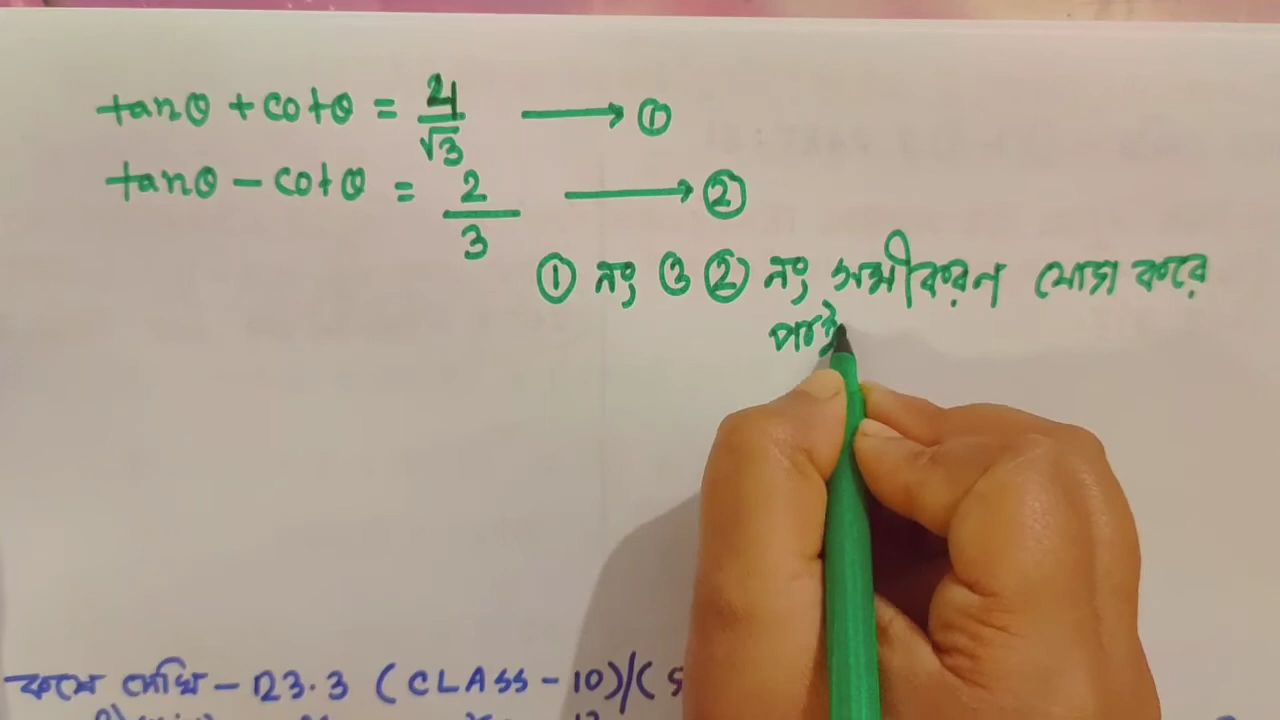 tanθ + cotθ = 4/√3 ⟶ ①
tanθ − cotθ = 2/3 ⟶ ②
① নং ও ② নং সমীকরণ যোগ করে
পাই
কষে দেখি - 23.3 (CLASS - 10)/(S